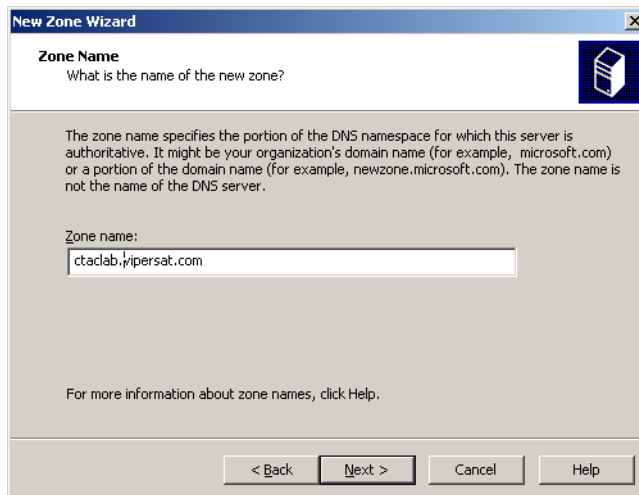 New Zone Wizard
Zone Name
What is the name of the new zone?
The zone name specifies the portion of the DNS namespace for which this server is
authoritative. It might be your organization's domain name (for example, microsoft.com)
or a portion of the domain name (for example, newzone.microsoft.com). The zone name is
not the name of the DNS server.
Zone name:
ctaclab.vipersat.com
For more information about zone names, click Help.
< Back Next > Cancel Help